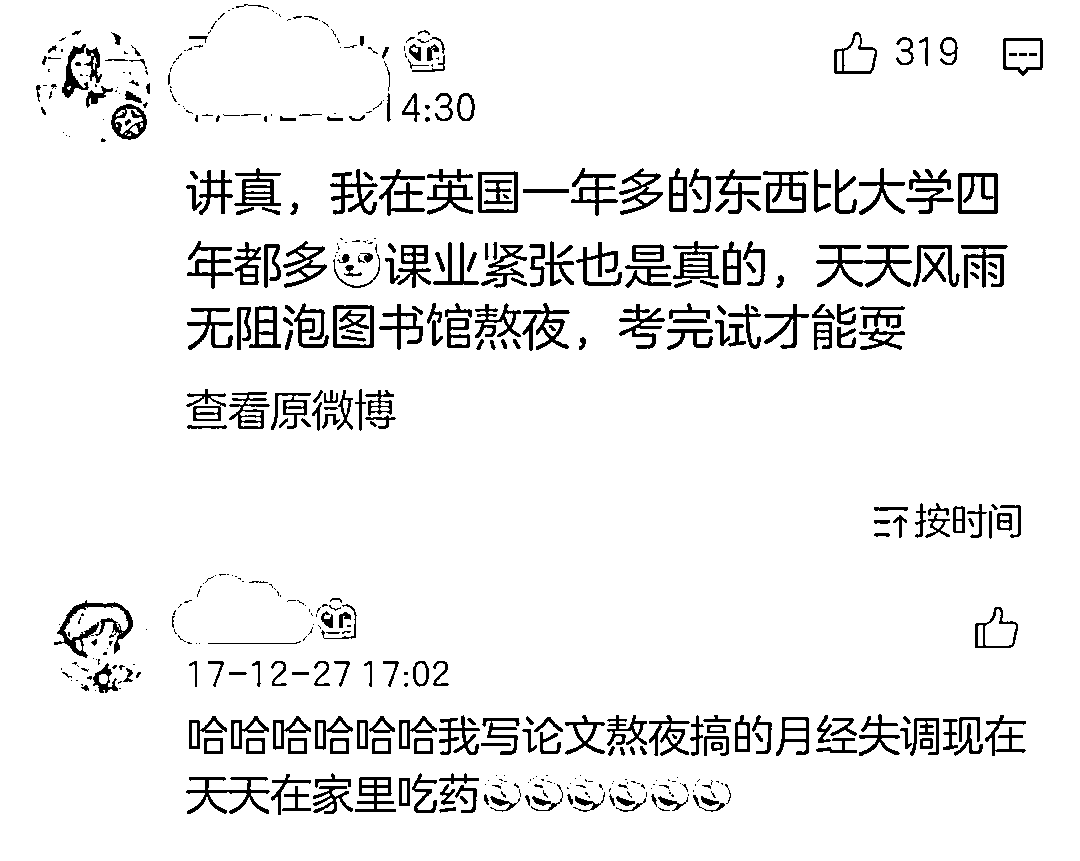 319
14:30
讲真，我在英国一年多的东西比大学四
年都多课业紧张也是真的，天天风雨
无阻泡图书馆熬夜，考完试才能耍
查看原微博
按时间
17-12-27 17:02
哈哈哈哈哈哈我写论文熬夜搞的月经失调现在
天天在家里吃药